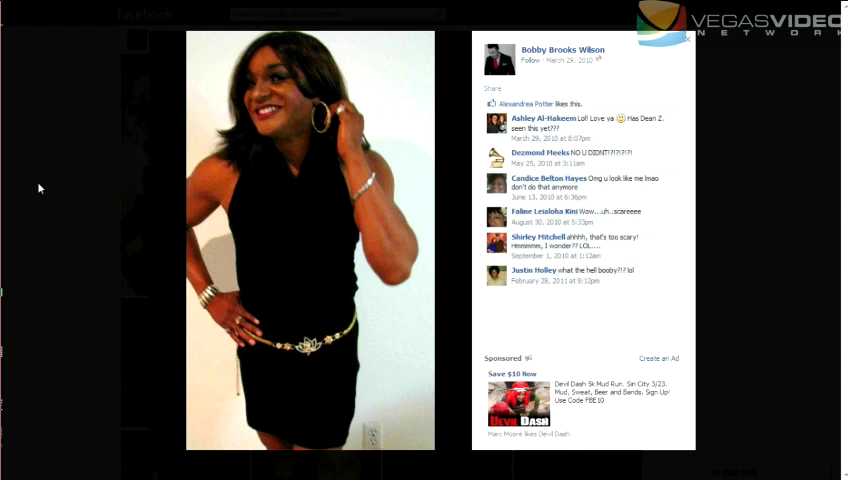 facebook
VEGASVIDEO
NETWORK
Bobby Brooks Wilson
Follow · March 29, 2010
Share
Alexandrea Potter likes this.
Ashley Al-Hakeem Lol! Love ya Has Dean Z.
seen this yet???
March 29, 2010 at 8:07pm
Dezmond Meeks NO U DIDNT!?!?!?!?!
May 25, 2010 at 3:11am
Candice Belton Hayes Omg u look like me lmao
don't do that anymore
June 13, 2010 at 6:36pm
Faline Leialoha Kini Wow...uh..scareeee
August 30, 2010 at 5:33pm
Shirley Mitchell ahhhh, that's too scary!
Hmmmmm, I wonder?? LOL....
September 1, 2010 at 1:12am
Justin Holley what the hell booby?!? lol
February 28, 2011 at 9:12pm
Sponsored
Create an Ad
Save $10 Now
Devil Dash 5k Mud Run. Sin City 3/23.
Mud, Sweat, Beer and Bands. Sign Up!
Use Code FBE10
DEVIL DASH
Marc Moore likes Devil Dash.